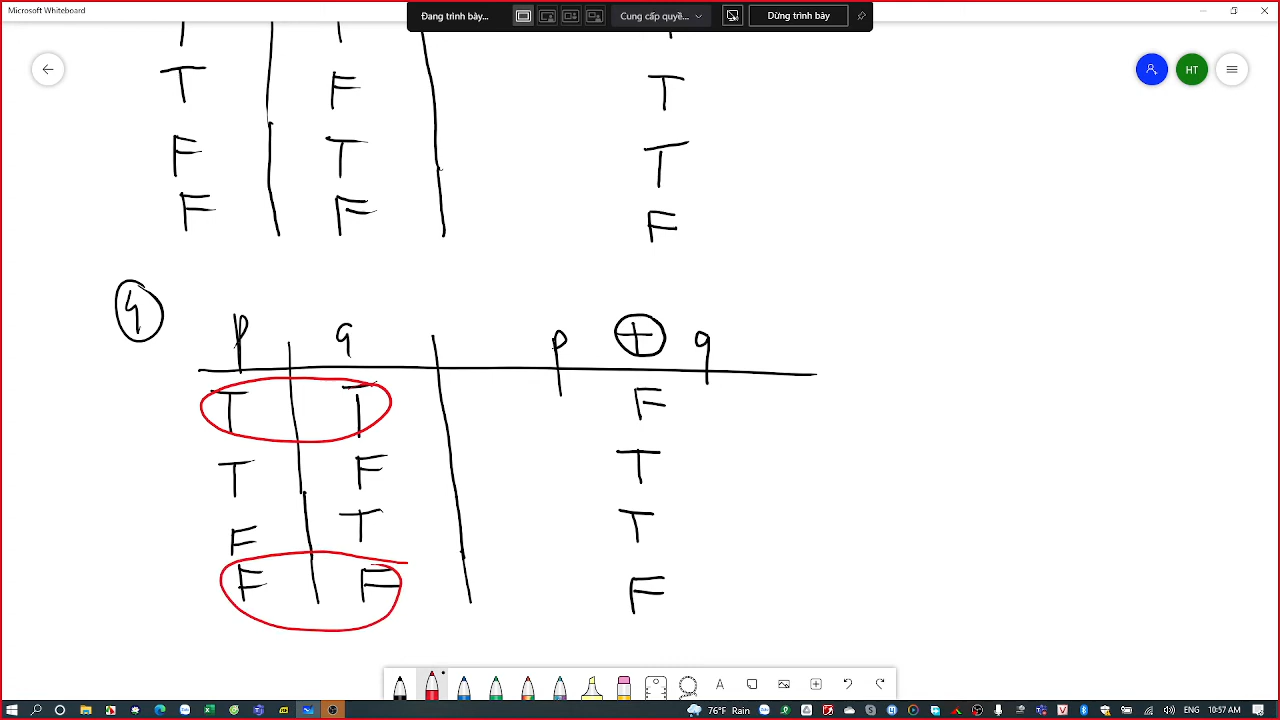 Microsoft Whiteboard
Đang trình bày...
Cung cấp quyề...
Dừng trình bày
HT
T F T
F T T
F F F
4
p q p ⊕ q
T T F
T F T
F T T
F F F
A
76°F Rain
ENG
10:57 AM